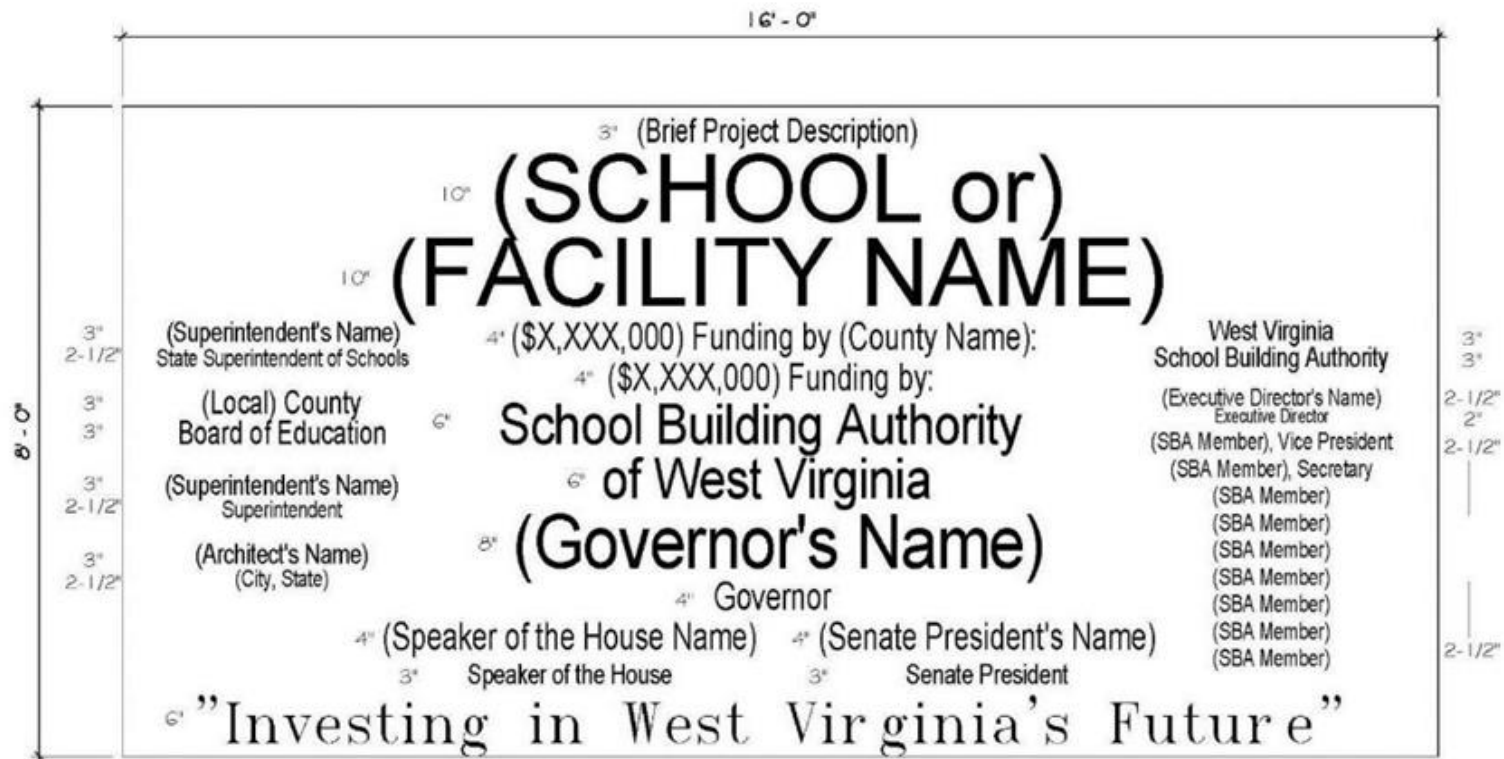 16' - 0"
8' - 0"
3" (Brief Project Description)
10" (SCHOOL or)
10" (FACILITY NAME)
3" (Superintendent's Name)
2-1/2" State Superintendent of Schools
3" (Local) County
3" Board of Education
3" (Superintendent's Name)
2-1/2" Superintendent
3" (Architect's Name)
2-1/2" (City, State)
4" ($X,XXX,000) Funding by (County Name):
4" ($X,XXX,000) Funding by:
6" School Building Authority
6" of West Virginia
8" (Governor's Name)
4" Governor
4" (Speaker of the House Name) 4" (Senate President's Name)
3" Speaker of the House 3" Senate President
West Virginia 3"
School Building Authority 3"
(Executive Director's Name) 2-1/2"
Executive Director 2"
(SBA Member), Vice President 2-1/2"
(SBA Member), Secretary
(SBA Member)
(SBA Member)
(SBA Member)
(SBA Member)
(SBA Member)
(SBA Member)
(SBA Member) 2-1/2"
6" "Investing in West Virginia's Future"